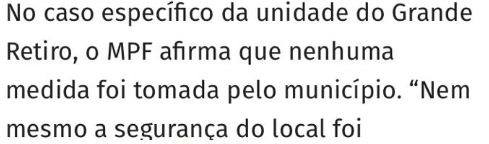 No caso específico da unidade do Grande
Retiro, o MPF afirma que nenhuma
medida foi tomada pelo município. “Nem
mesmo a segurança do local foi